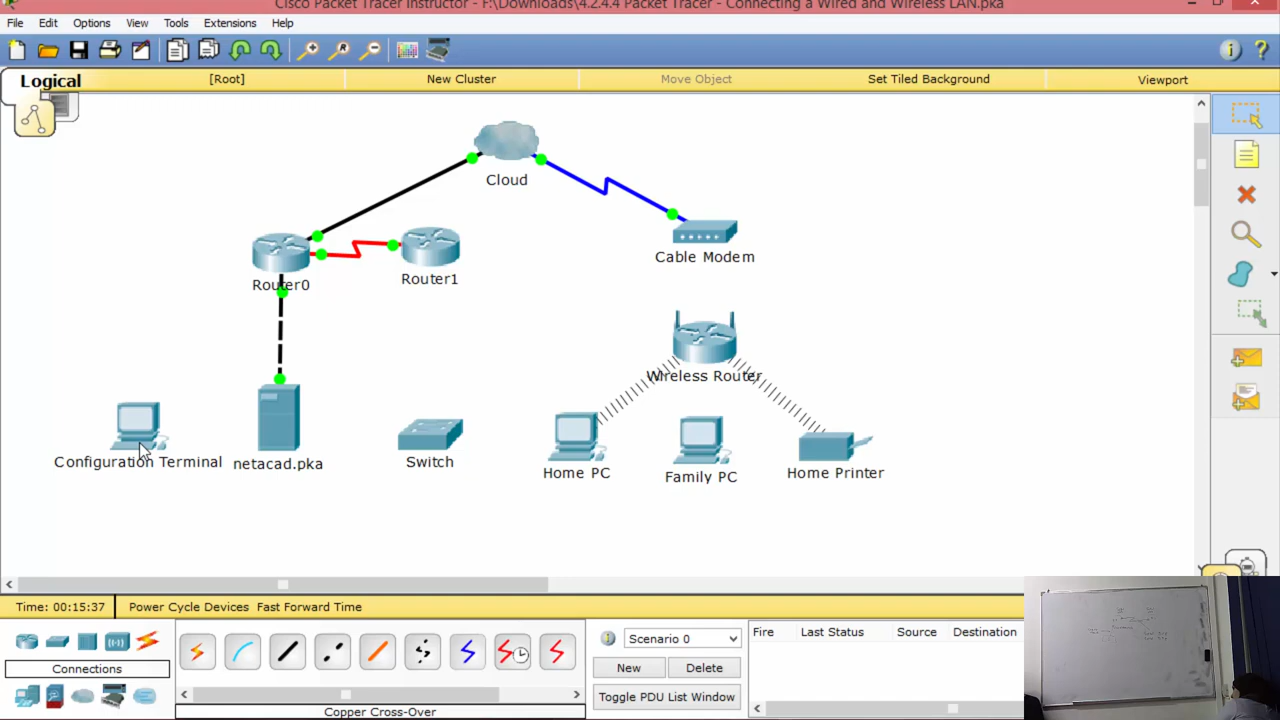 Cisco Packet Tracer Instructor - F:\Downloads\4.2.4.4 Packet Tracer - Connecting a Wired and Wireless LAN.pka
File Edit Options View Tools Extensions Help
Logical [Root] New Cluster Move Object Set Tiled Background Viewport
Cloud
Cable Modem
Router0
Router1
Wireless Router
Configuration Terminal
netacad.pka
Switch
Home PC
Family PC
Home Printer
Time: 00:15:37 Power Cycle Devices Fast Forward Time
Scenario 0
Fire Last Status Source Destination
Connections
New Delete
Toggle PDU List Window
Copper Cross-Over